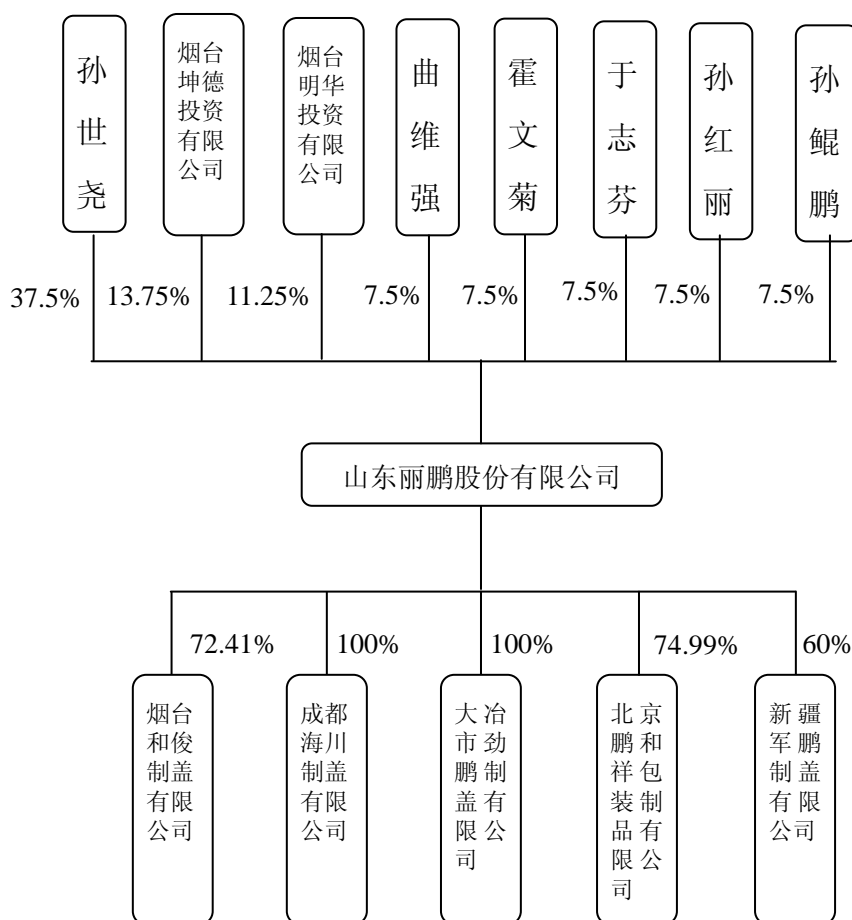 孙世尧
烟台
坤德
投资
有限
公司
烟台
明华
投资
有限
公司
曲维强
霍文菊
于志芬
孙红丽
孙鲲鹏
37.5%
13.75%
11.25%
7.5%
7.5%
7.5%
7.5%
7.5%
山东丽鹏股份有限公司
72.41%
100%
100%
74.99%
60%
烟台
和俊
制盖
有限
公司
成都
海川
制盖
有限
公司
大冶
市劲
鹏制
盖有
限公
司
北京
鹏和
祥包
装制
品有
限公
司
新疆
军鹏
制盖
有限
公司